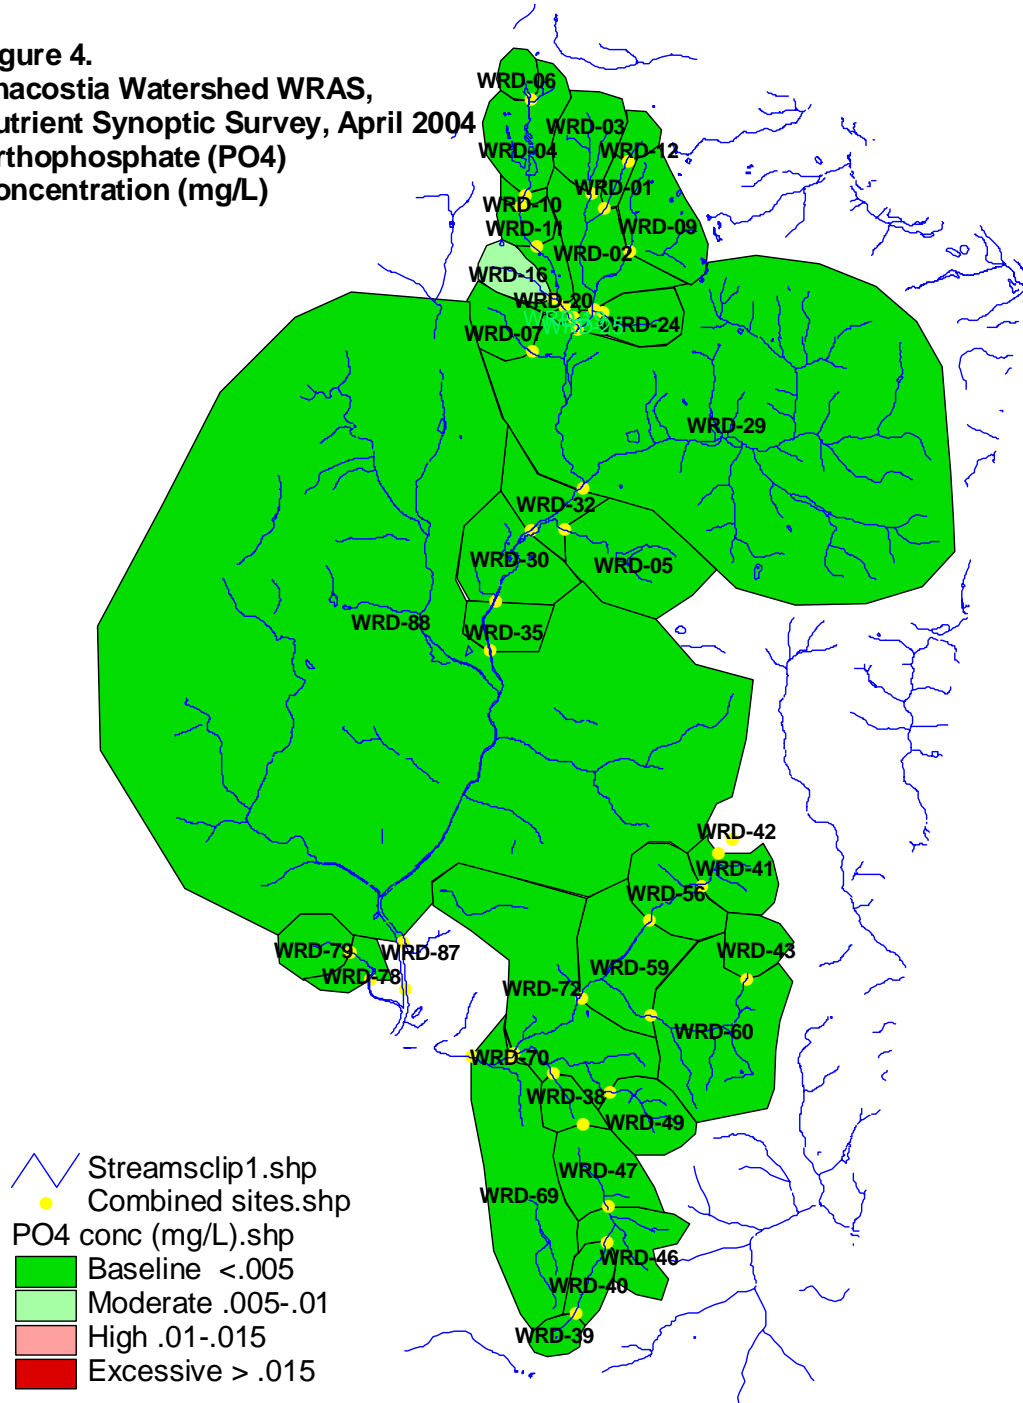 gure 4.
nacostia Watershed WRAS,
utrient Synoptic Survey, April 2004
rthophosphate (PO4)
oncentration (mg/L)
WRD-06
WRD-03
WRD-04
WRD-12
WRD-01
WRD-10
WRD-11
WRD-09
WRD-02
WRD-16
WRD-20
WRD-24
WRD-07
WRD-29
WRD-32
WRD-30
WRD-05
WRD-88
WRD-35
WRD-42
WRD-41
WRD-56
WRD-79
WRD-87
WRD-43
WRD-78
WRD-59
WRD-72
WRD-60
WRD-70
WRD-38
WRD-49
WRD-47
WRD-69
WRD-46
WRD-40
WRD-39
Streamsclip1.shp
Combined sites.shp
PO4 conc (mg/L).shp
Baseline <.005
Moderate .005-.01
High .01-.015
Excessive > .015